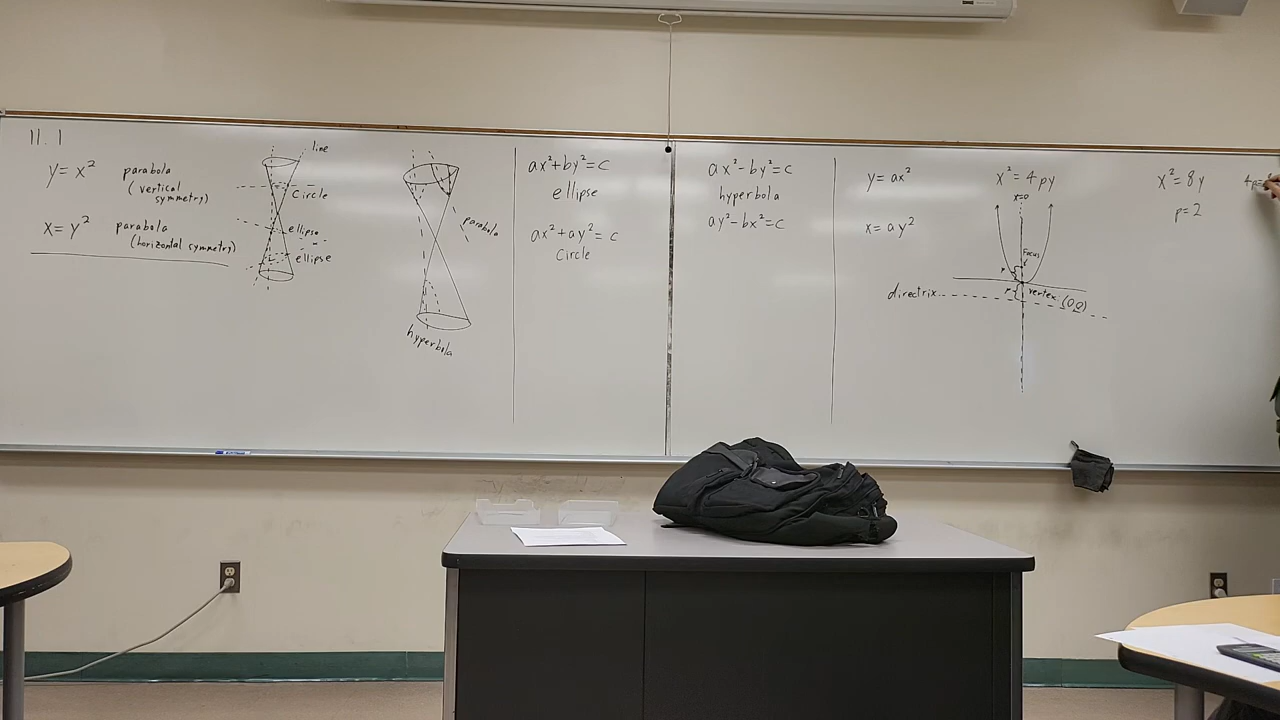 11.1
y = x²
parabola
(vertical
symmetry)
x = y²
parabola
(horizontal symmetry)
line
Circle
ellipse
ellipse
parabola
hyperbola
ax²+by²=c
ellipse
ax²+ay²=c
Circle
ax²-by²=c
hyperbola
ay²-bx²=c
y=ax²
x=ay²
x²=4py
x=0
Focus
P
P
vertex (0,0)
directrix
x²=8y
p=2